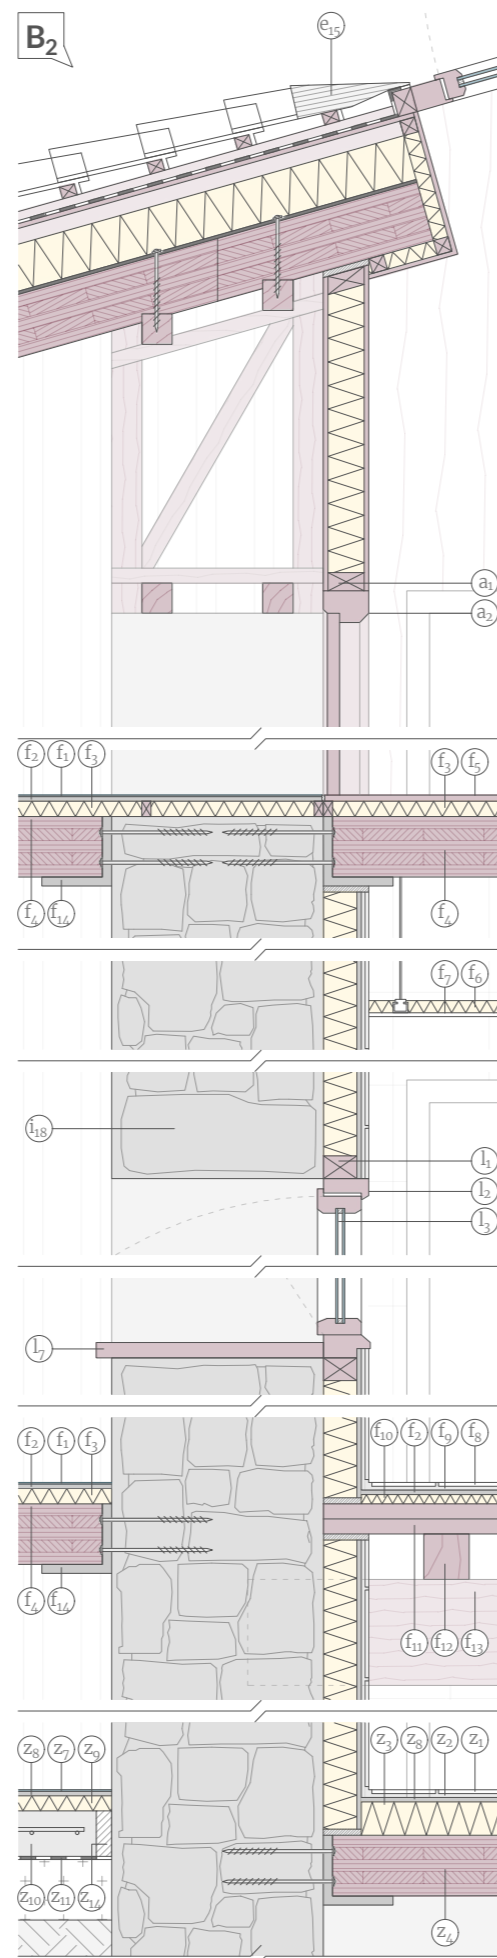 B₂
e₁₅
a₁
a₂
f₂ f₁ f₃
f₃ f₅
f₄ f₁₄
f₄
f₇ f₆
i₁₈
l₁
l₂
l₃
l₇
f₂ f₁ f₃
f₁₀ f₂ f₉ f₈
f₄ f₁₄
f₁₁ f₁₂ f₁₃
z₈ z₇ z₉
z₃ z₈ z₂ z₁
z₁₀ z₁₁ z₁₄
z₄